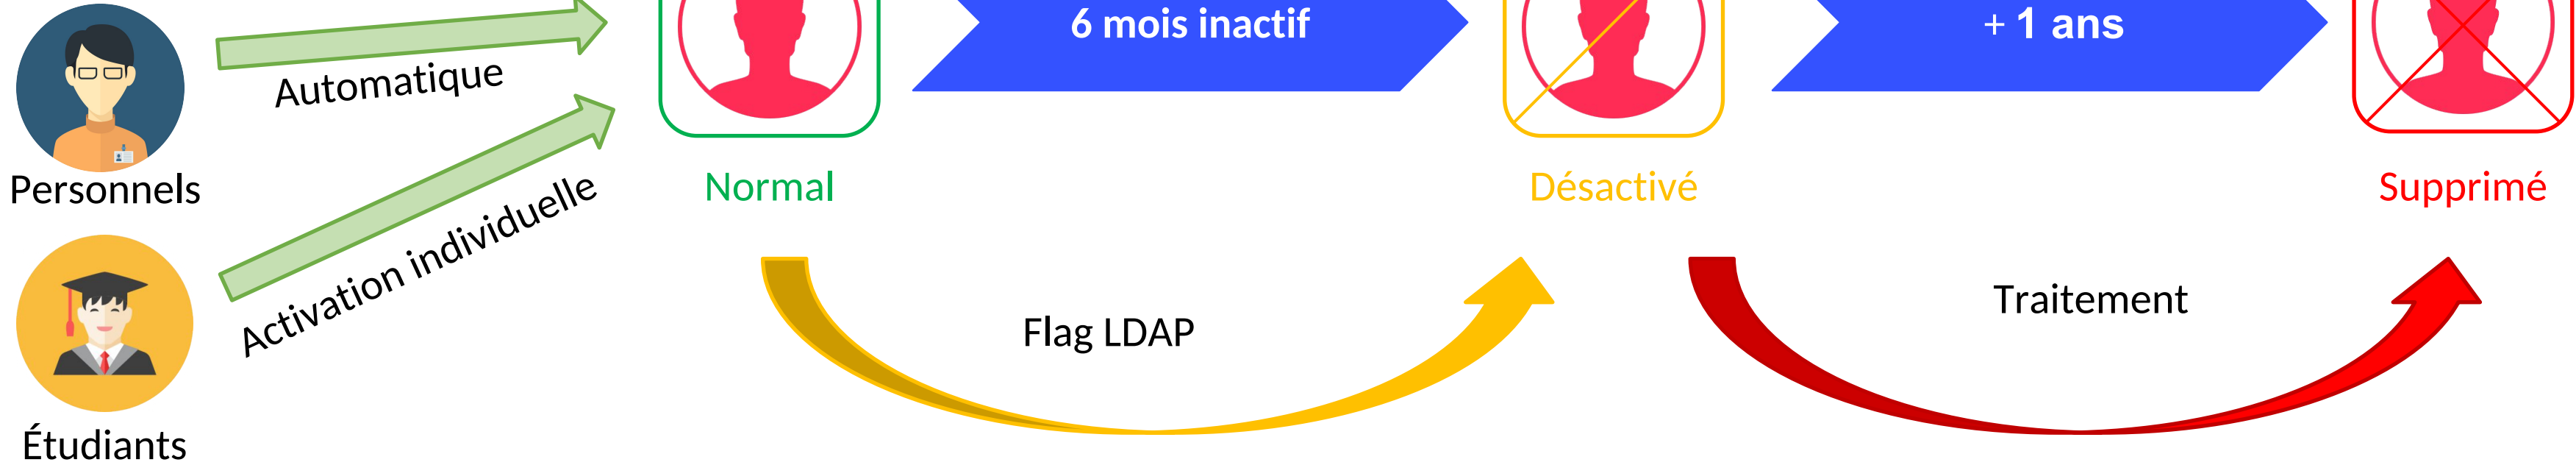 6 mois inactif
+ 1 ans
Automatique
Personnels
Normal
Désactivé
Supprimé
Activation individuelle
Flag LDAP
Traitement
Étudiants